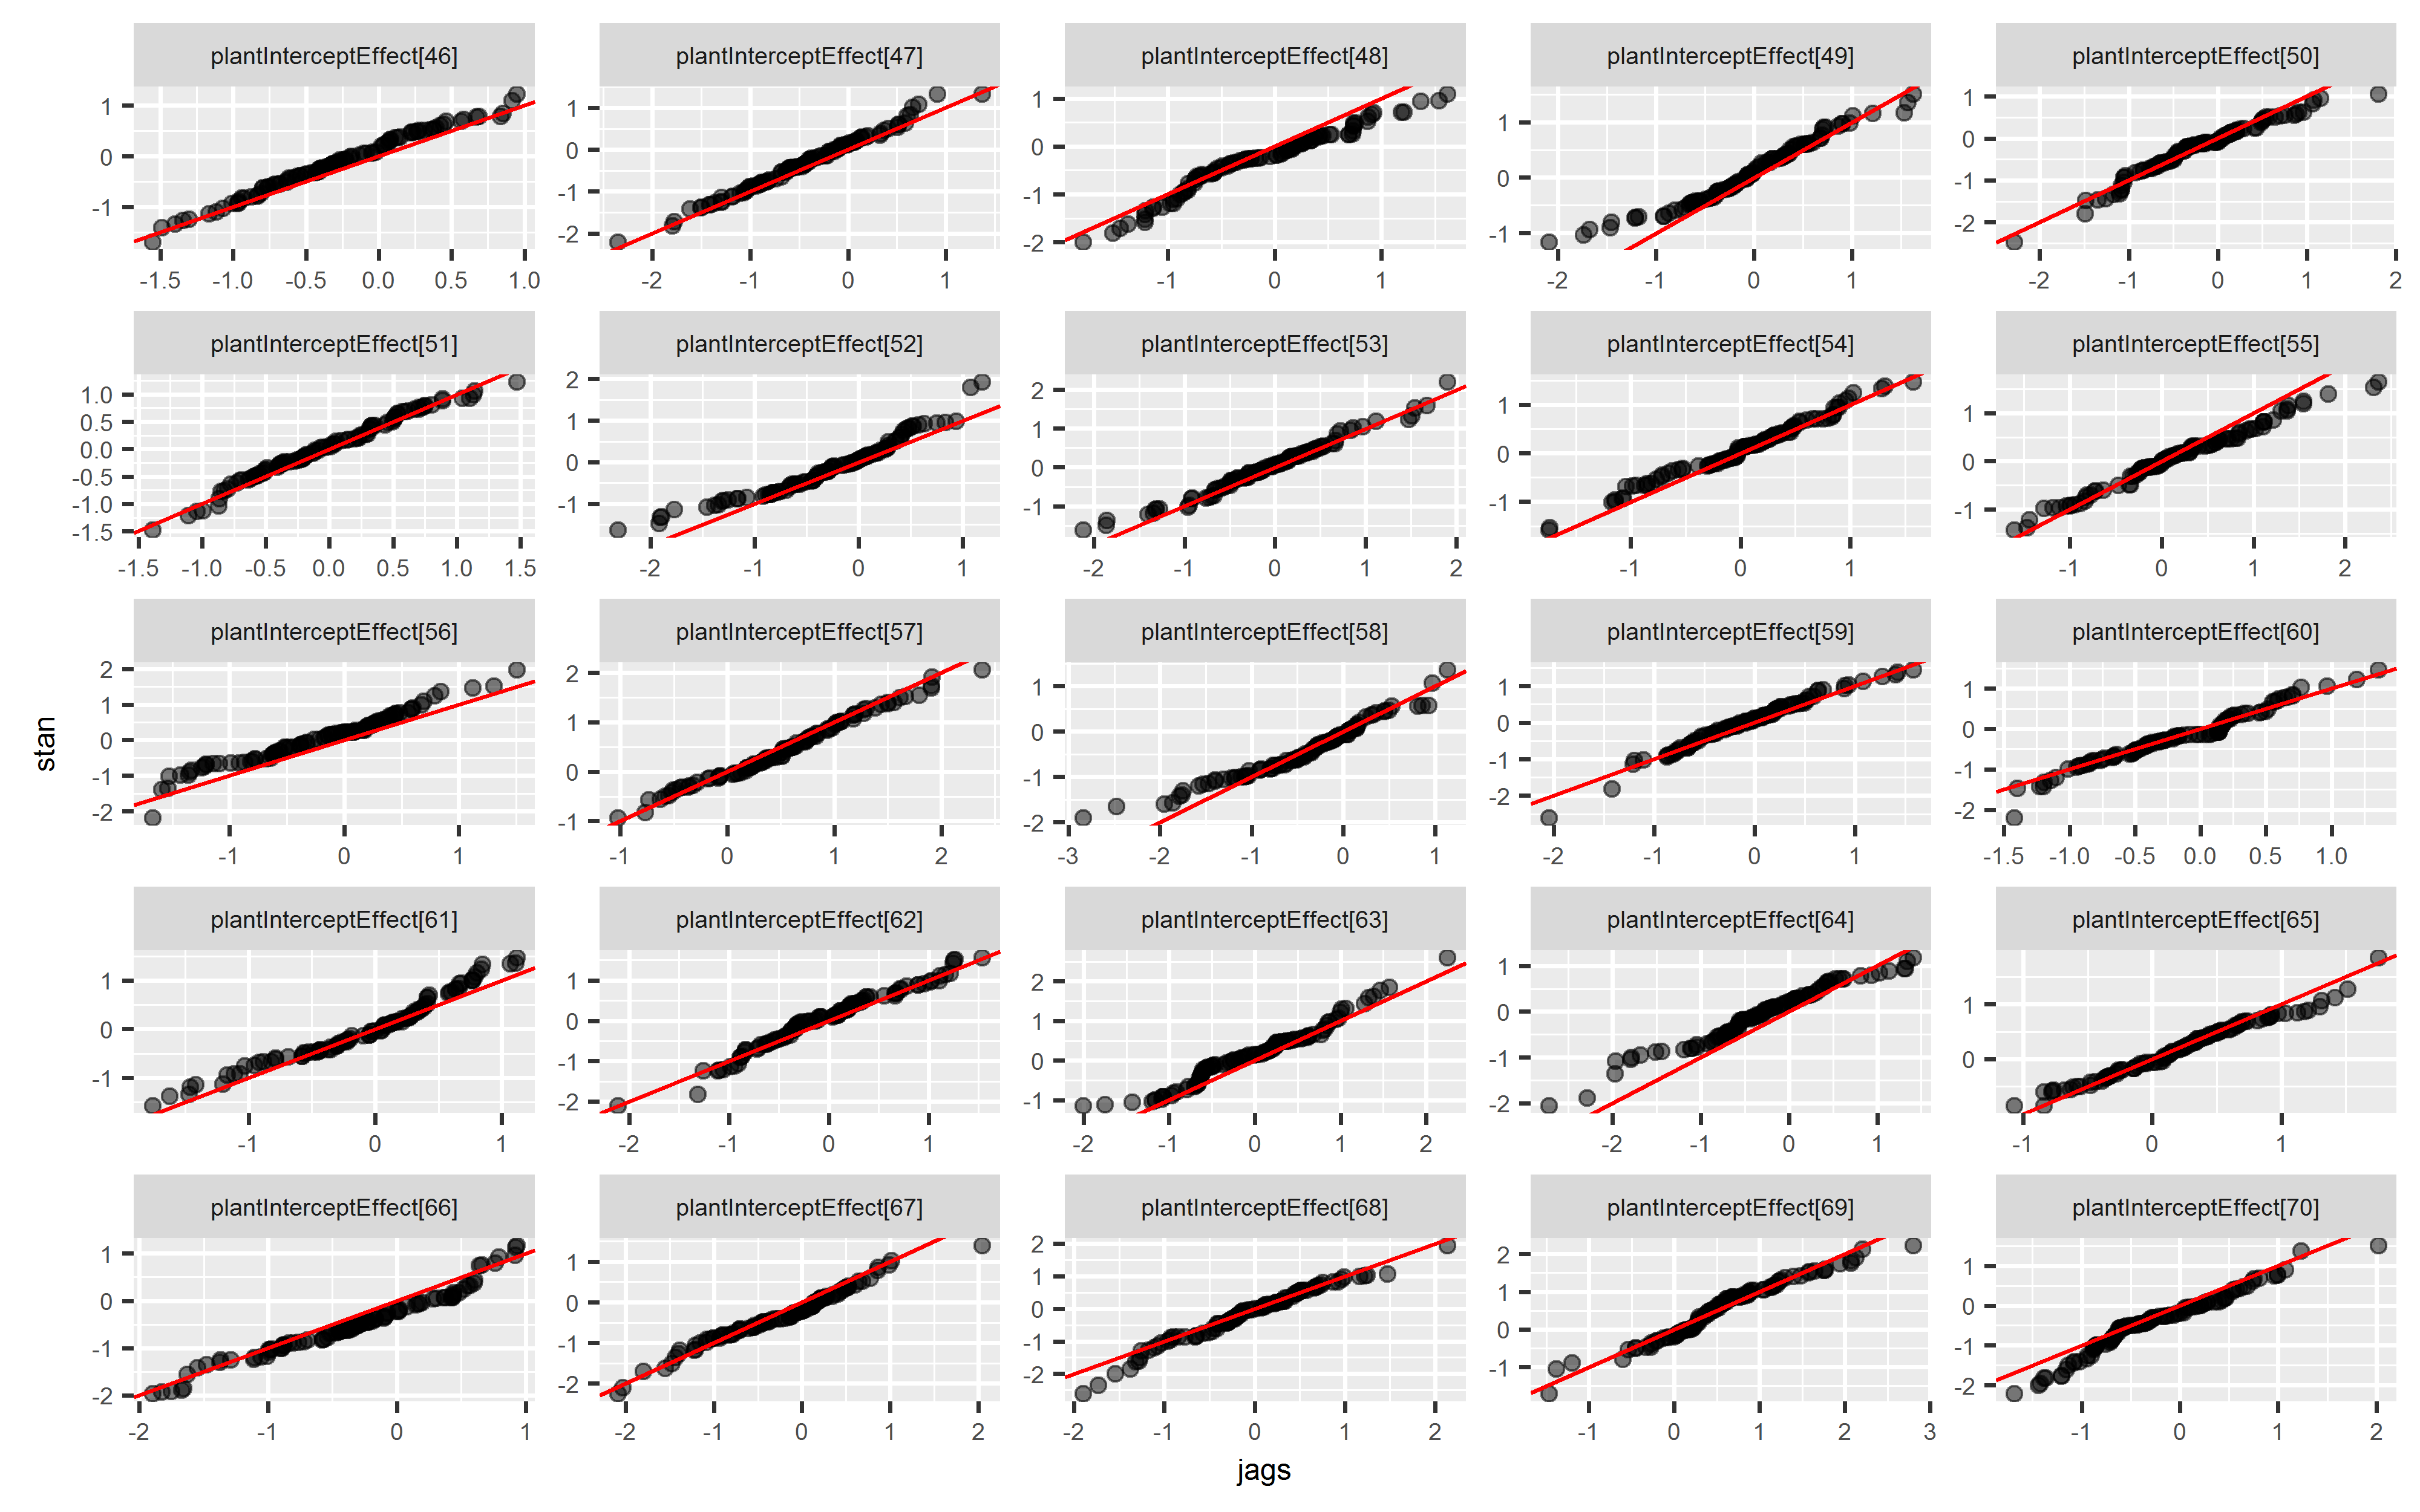 plantInterceptEffect[46] plantInterceptEffect[47] plantInterceptEffect[48] plantInterceptEffect[49] plantInterceptEffect[50]
1 0 -1
1 0 -1 -2
1 0 -1 -2
1 0 -1
1 0 -1 -2
-1.5 -1.0 -0.5 0.0 0.5 1.0
-2 -1 0 1
-1 0 1
-2 -1 0 1
-2 -1 0 1 2
plantInterceptEffect[51] plantInterceptEffect[52] plantInterceptEffect[53] plantInterceptEffect[54] plantInterceptEffect[55]
1.0 0.5 0.0 -0.5 -1.0 -1.5
2 1 0 -1
2 1 0 -1
1 0 -1
1 0 -1
-1.5 -1.0 -0.5 0.0 0.5 1.0 1.5
-2 -1 0 1
-2 -1 0 1 2
-1 0 1
-1 0 1 2
plantInterceptEffect[56] plantInterceptEffect[57] plantInterceptEffect[58] plantInterceptEffect[59] plantInterceptEffect[60]
2 1 0 -1 -2
2 1 0 -1
1 0 -1 -2
1 0 -1 -2
1 0 -1 -2
-1 0 1
-1 0 1 2
-3 -2 -1 0 1
-2 -1 0 1
-1.5 -1.0 -0.5 0.0 0.5 1.0
stan
plantInterceptEffect[61] plantInterceptEffect[62] plantInterceptEffect[63] plantInterceptEffect[64] plantInterceptEffect[65]
1 0 -1
1 0 -1 -2
2 1 0 -1
1 0 -1 -2
1 0
-1 0 1
-2 -1 0 1
-2 -1 0 1 2
-2 -1 0 1
-1 0 1
plantInterceptEffect[66] plantInterceptEffect[67] plantInterceptEffect[68] plantInterceptEffect[69] plantInterceptEffect[70]
1 0 -1 -2
1 0 -1 -2
2 1 0 -1 -2
2 1 0 -1
1 0 -1 -2
-2 -1 0 1
-2 -1 0 1
-2 -1 0 1 2
-1 0 1 2 3
-1 0 1 2
jags